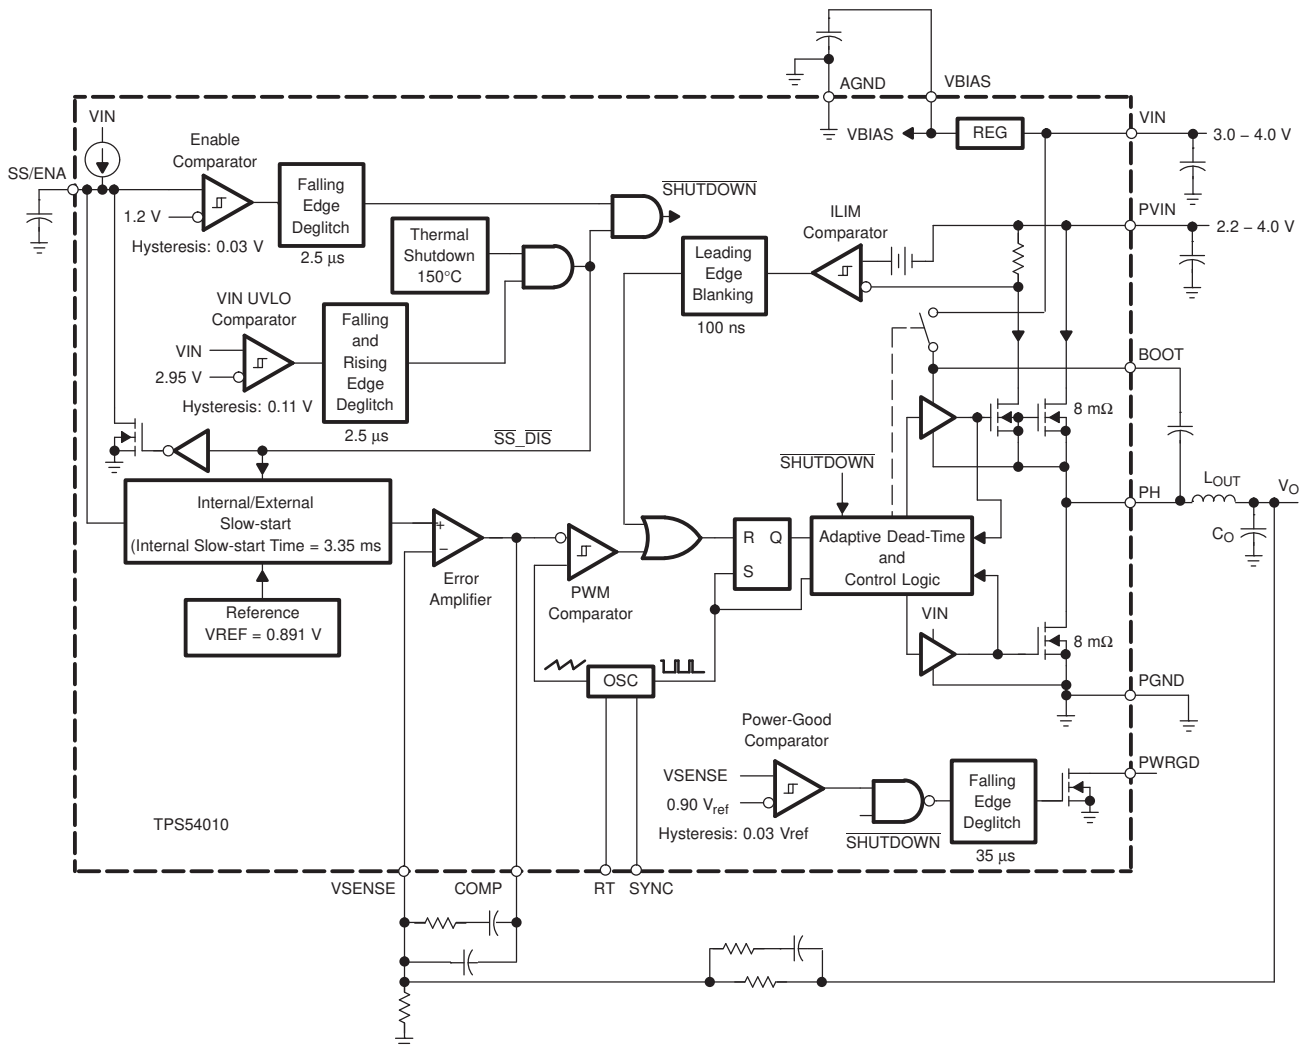 AGND
VBIAS
VIN
VIN
3.0 − 4.0 V
VBIAS
REG
Enable
Comparator
SS/ENA
1.2 V
Hysteresis: 0.03 V
Falling
Edge
Deglitch
2.5 µs
SHUTDOWN
Thermal
Shutdown
150°C
ILIM
Comparator
PVIN
2.2 − 4.0 V
Leading
Edge
Blanking
100 ns
VIN UVLO
Comparator
VIN
2.95 V
Hysteresis: 0.11 V
Falling
and
Rising
Edge
Deglitch
2.5 µs
BOOT
8 mΩ
SS_DIS
SHUTDOWN
PH
LOUT
VO
CO
Internal/External
Slow-start
(Internal Slow-start Time = 3.35 ms
Reference
VREF = 0.891 V
+
−
Error
Amplifier
PWM
Comparator
R Q
S
Adaptive Dead-Time
and
Control Logic
VIN
8 mΩ
OSC
PGND
Power-Good
Comparator
VSENSE
0.90 Vref
Hysteresis: 0.03 Vref
SHUTDOWN
Falling
Edge
Deglitch
35 µs
PWRGD
TPS54010
VSENSE
COMP
RT
SYNC